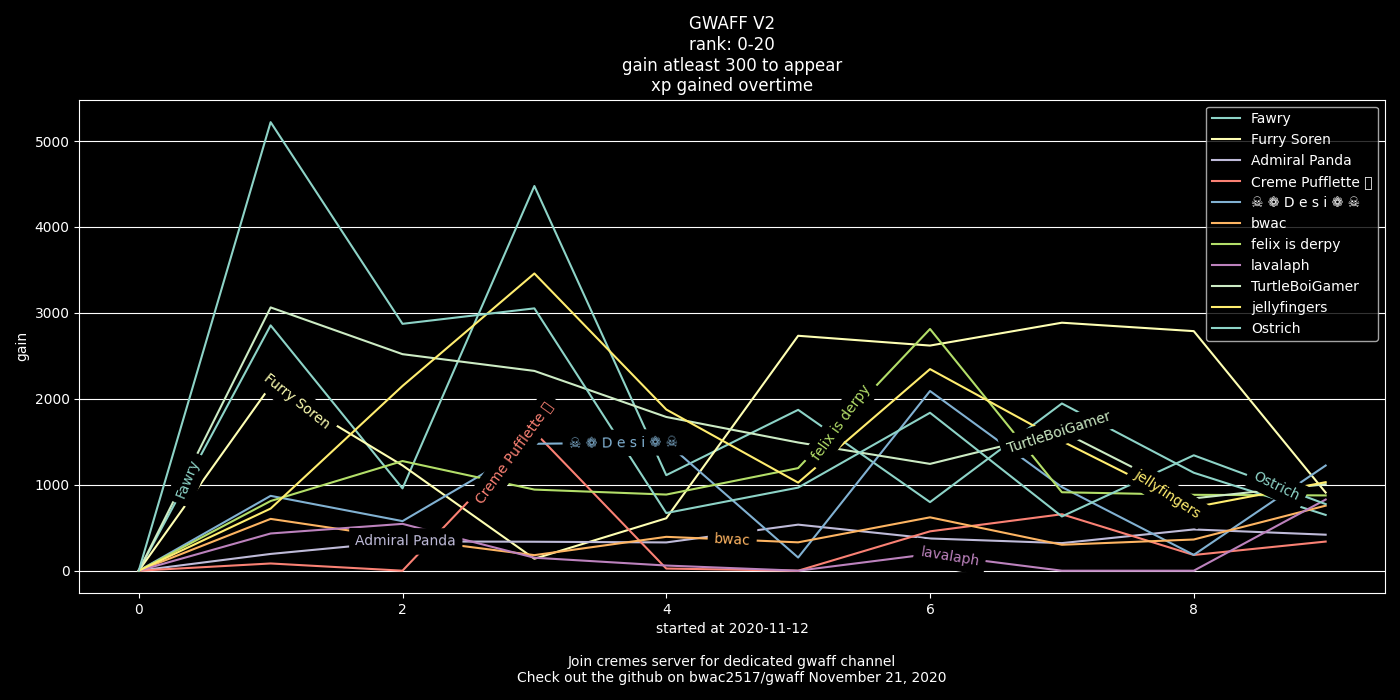 GWAFF V2
rank: 0-20
gain atleast 300 to appear
xp gained overtime
gain
5000
4000
3000
2000
1000
0
0 2 4 6 8
Fawry
Furry Soren
Admiral Panda
Creme Pufflette
☠ ❁ D e s i ❁ ☠
bwac
felix is derpy
lavalaph
TurtleBoiGamer
jellyfingers
Ostrich
Fawry
Furry Soren
Admiral Panda
Creme Pufflette
☠ ❁ D e s i ❁ ☠
bwac
felix is derpy
lavalaph
TurtleBoiGamer
jellyfingers
Ostrich
started at 2020-11-12
Join cremes server for dedicated gwaff channel
Check out the github on bwac2517/gwaff November 21, 2020